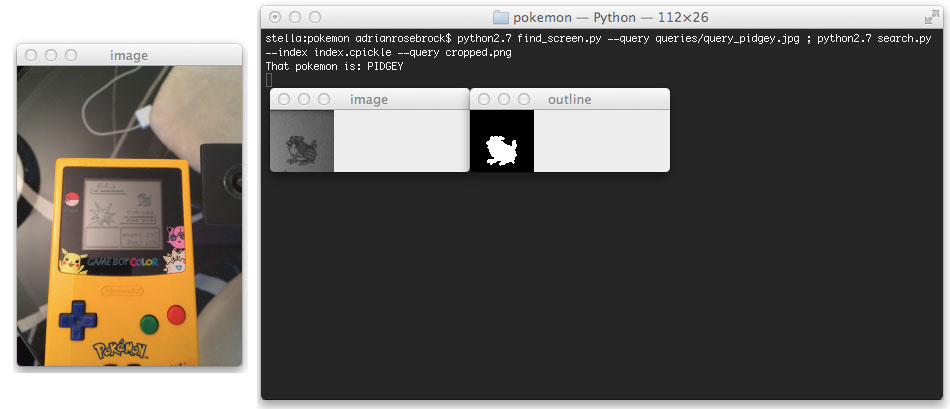 image
GAME BOY COLOR
Nintendo
POKéMON
pokemon — Python — 112×26
stella:pokemon adrianrosebrock$ python2.7 find_screen.py --query queries/query_pidgey.jpg ; python2.7 search.py
--index index.cpickle --query cropped.png
That pokemon is: PIDGEY
image
outline